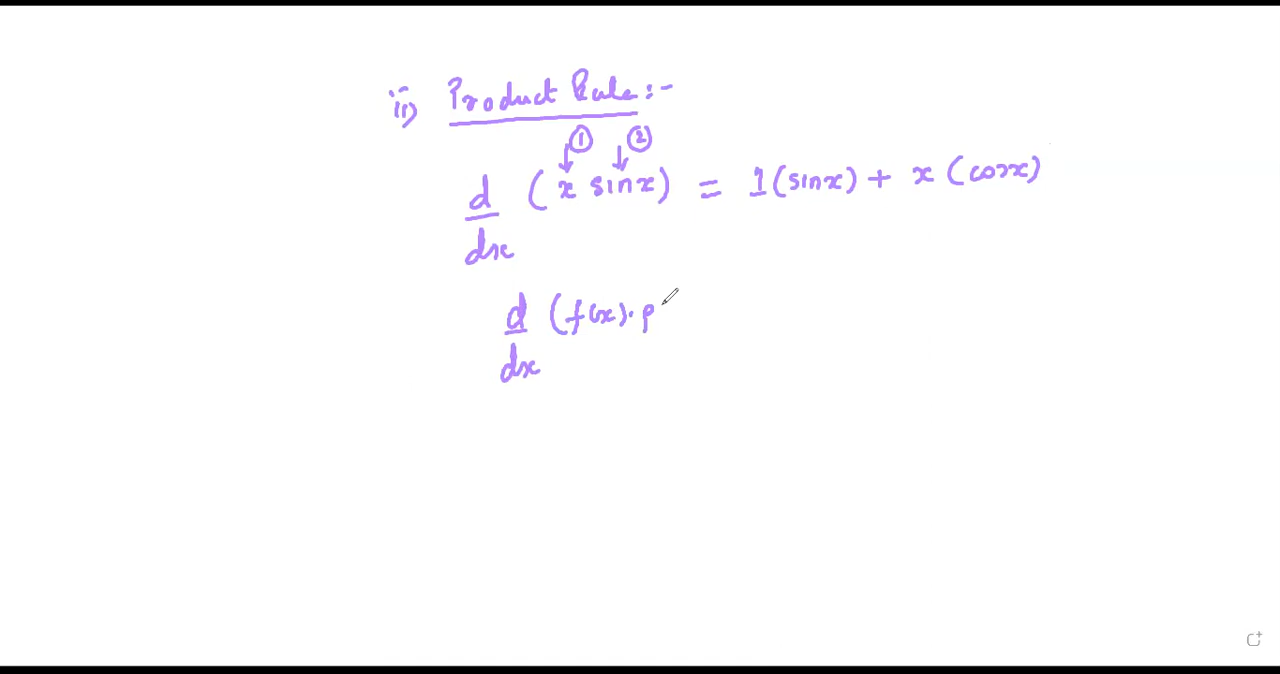 ii) Product Rule :-
① ②
d/dx (x sinx) = 1(sinx) + x (cosx)
d/dx (f(x).